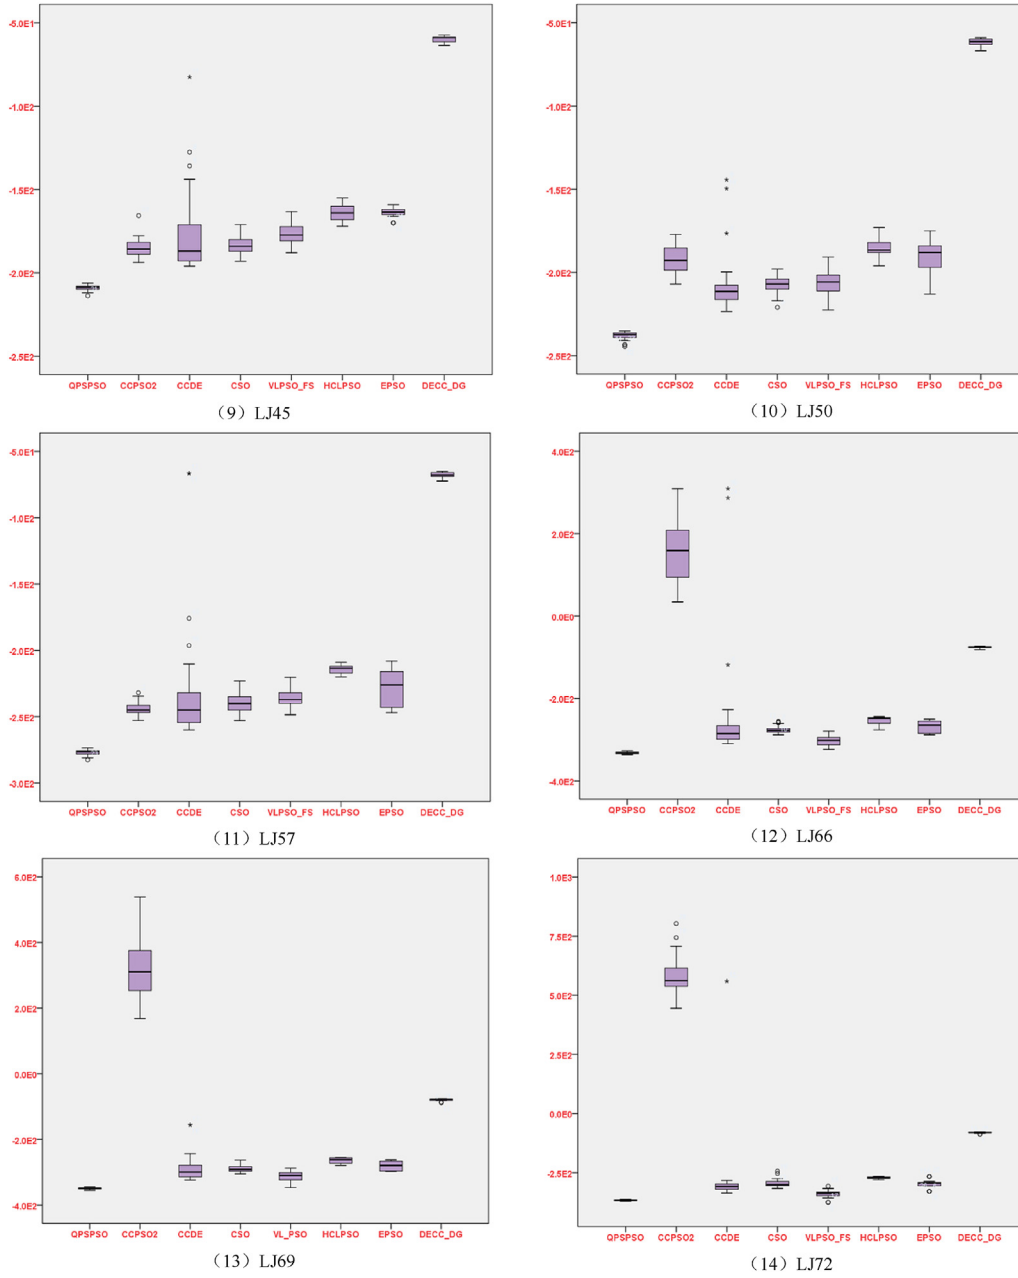 -5.0E1
-1.0E2
-1.5E2
-2.0E2
-2.5E2
QPSPSO CCPSO2 CCDE CSO VLPSO_FS HCLPSO EPSO DECC_DG
（9）LJ45
-5.0E1
-1.0E2
-1.5E2
-2.0E2
-2.5E2
QPSPSO CCPSO2 CCDE CSO VLPSO_FS HCLPSO EPSO DECC_DG
（10）LJ50
-5.0E1
-1.0E2
-1.5E2
-2.0E2
-2.5E2
-3.0E2
QPSPSO CCPSO2 CCDE CSO VLPSO_FS HCLPSO EPSO DECC_DG
（11）LJ57
4.0E2
2.0E2
0.0E0
-2.0E2
-4.0E2
QPSPSO CCPSO2 CCDE CSO VLPSO_FS HCLPSO EPSO DECC_DG
（12）LJ66
6.0E2
4.0E2
2.0E2
0.0E0
-2.0E2
-4.0E2
QPSPSO CCPSO2 CCDE CSO VL_PSO HCLPSO EPSO DECC_DG
（13）LJ69
1.0E3
7.5E2
5.0E2
2.5E2
0.0E0
-2.5E2
QPSPSO CCPSO2 CCDE CSO VLPSO_FS HCLPSO EPSO DECC_DG
（14）LJ72